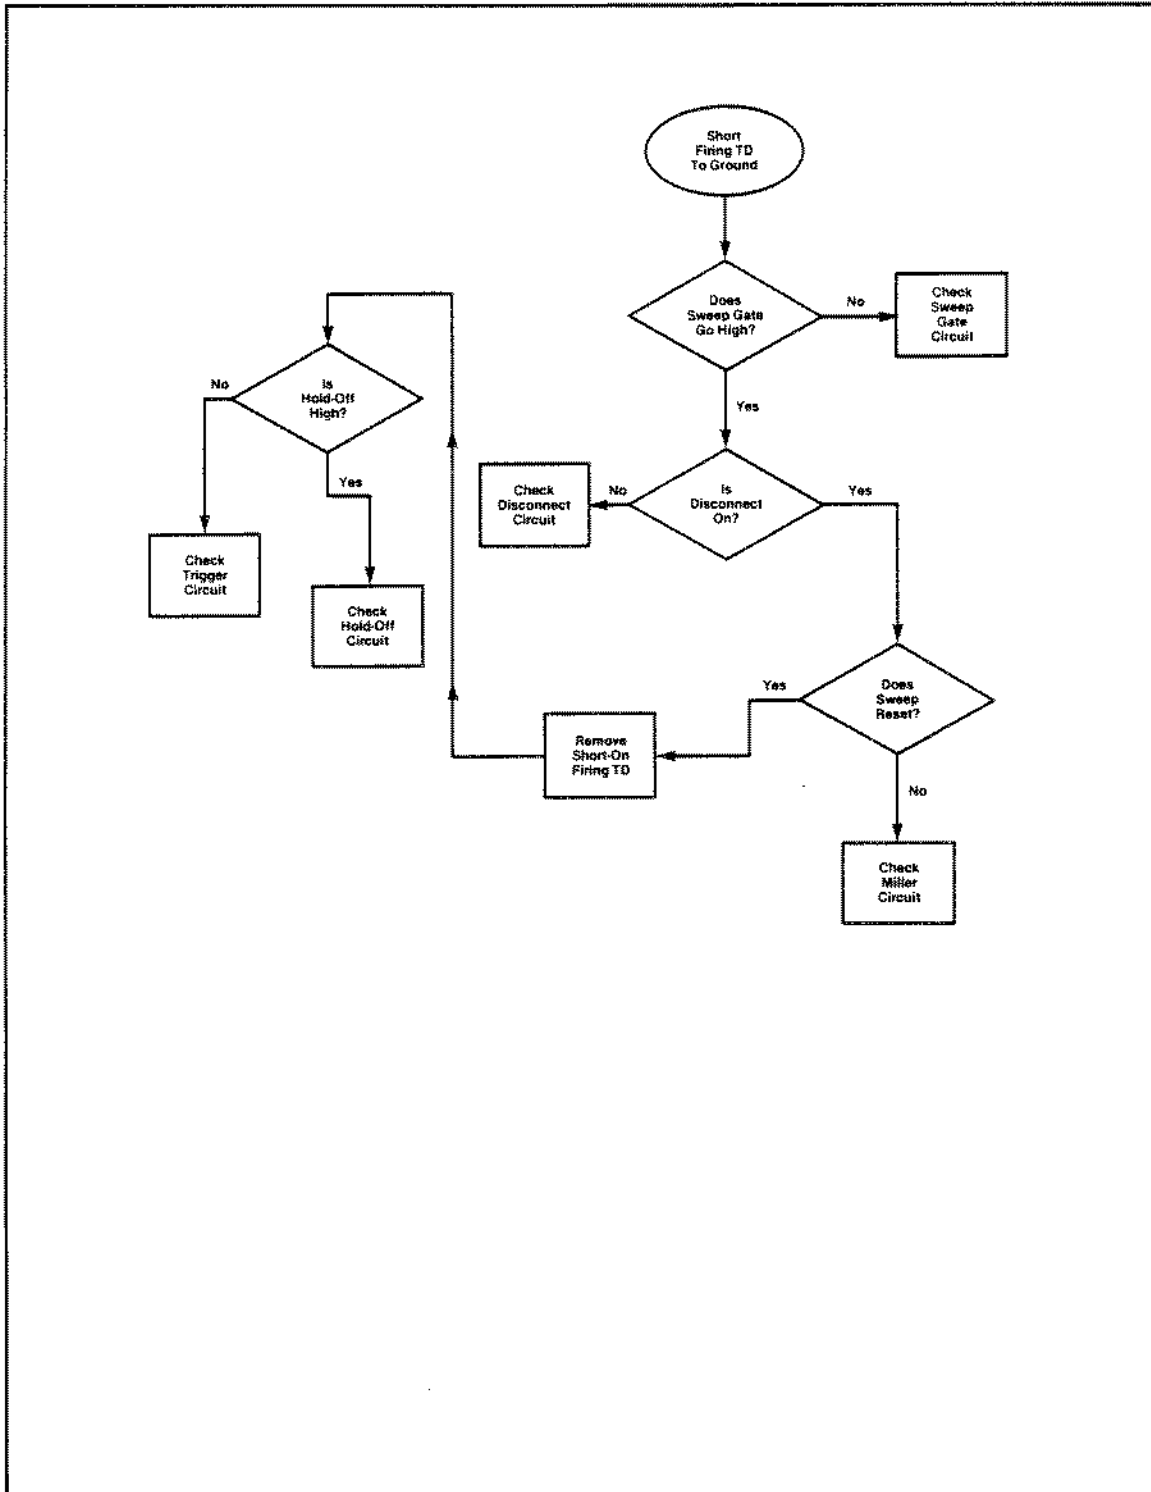 Short
Firing TD
To Ground
Does
Sweep Gate
Go High?
No
Check
Sweep
Gate
Circuit
Yes
Is
Hold-Off
High?
No
Yes
Check
Trigger
Circuit
Check
Hold-Off
Circuit
Is
Disconnect
On?
No
Check
Disconnect
Circuit
Yes
Does
Sweep
Reset?
Yes
Remove
Short-On
Firing TD
No
Check
Miller
Circuit